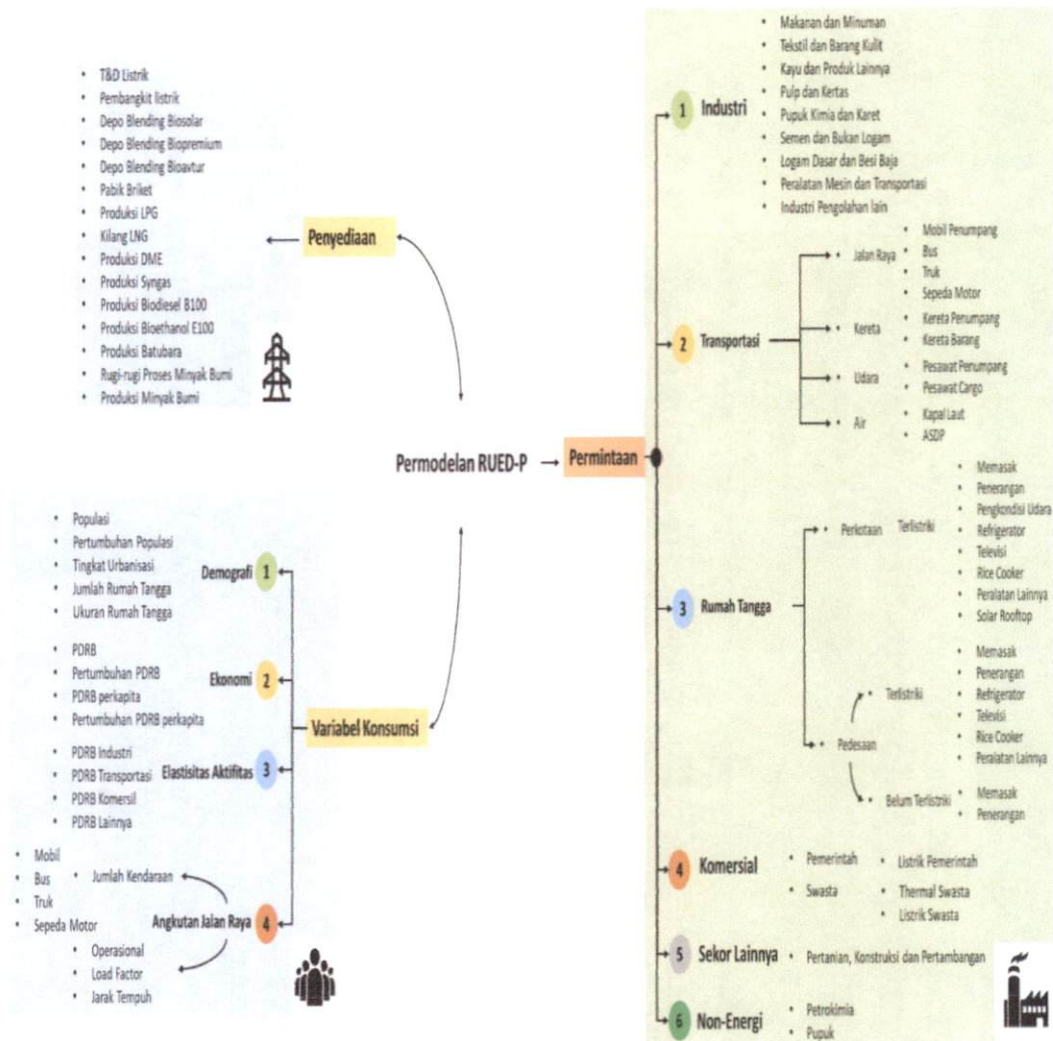 T&D Listrik
Pembangkit listrik
Depo Blending Biosolar
Depo Blending Biopremium
Depo Blending Bioavtur
Pabik Briket
Produksi LPG
Kilang LNG
Produksi DME
Produksi Syngas
Produksi Biodiesel B100
Produksi Bioethanol E100
Produksi Batubara
Rugi-rugi Proses Minyak Bumi
Produksi Minyak Bumi
Penyediaan
Permodelan RUED-P
Permintaan
Populasi
Pertumbuhan Populasi
Tingkat Urbanisasi
Jumlah Rumah Tangga
Ukuran Rumah Tangga
Demografi 1
PDRB
Pertumbuhan PDRB
PDRB perkapita
Pertumbuhan PDRB perkapita
Ekonomi 2
Variabel Konsumsi
PDRB Industri
PDRB Transportasi
PDRB Komersil
PDRB Lainnya
Elastisitas Aktifitas 3
Mobil
Bus
Truk
Sepeda Motor
Jumlah Kendaraan
Angkutan Jalan Raya 4
Operasional
Load Factor
Jarak Tempuh
1 Industri
Makanan dan Minuman
Tekstil dan Barang Kulit
Kayu dan Produk Lainnya
Pulp dan Kertas
Pupuk Kimia dan Karet
Semen dan Bukan Logam
Logam Dasar dan Besi Baja
Peralatan Mesin dan Transportasi
Industri Pengolahan lain
2 Transportasi
Jalan Raya
Mobil Penumpang
Bus
Truk
Sepeda Motor
Kereta
Kereta Penumpang
Kereta Barang
Udara
Pesawat Penumpang
Pesawat Cargo
Air
Kapal Laut
ASDP
3 Rumah Tangga
Perkotaan
Terlistriki
Memasak
Penerangan
Pengkondisi Udara
Refrigerator
Televisi
Rice Cooker
Peralatan Lainnya
Solar Rooftop
Pedesaan
Terlistriki
Memasak
Penerangan
Refrigerator
Televisi
Rice Cooker
Peralatan Lainnya
Belum Terlistriki
Memasak
Penerangan
4 Komersial
Pemerintah
Listrik Pemerintah
Swasta
Thermal Swasta
Listrik Swasta
5 Sekor Lainnya
Pertanian, Konstruksi dan Pertambangan
6 Non-Energi
Petrokimia
Pupuk